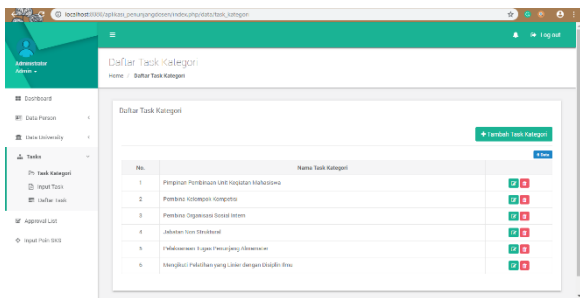 localhost:8080/aplikasi_penunjangdosen/index.php/data/task_kategori
Log out
Administrator
Admin
Daftar Task Kategori
Home / Daftar Task Kategori
Dashboard
Data Person
Data University
Tasks
Task Kategori
Input Task
Daftar Task
Approval List
Input Poin SKS
Daftar Task Kategori
+ Tambah Task Kategori
Data
No. Nama Task Kategori
1 Pimpinan Pembinaan Unit Kegiatan Mahasiswa
2 Pembina Kelompok Kompetisi
3 Pembina Organisasi Sosial Intern
4 Jabatan Non Struktural
5 Pelaksanaan Tugas Penunjang Akademik
6 Mengikuti Pelatihan yang Linier dengan Disiplin Ilmu